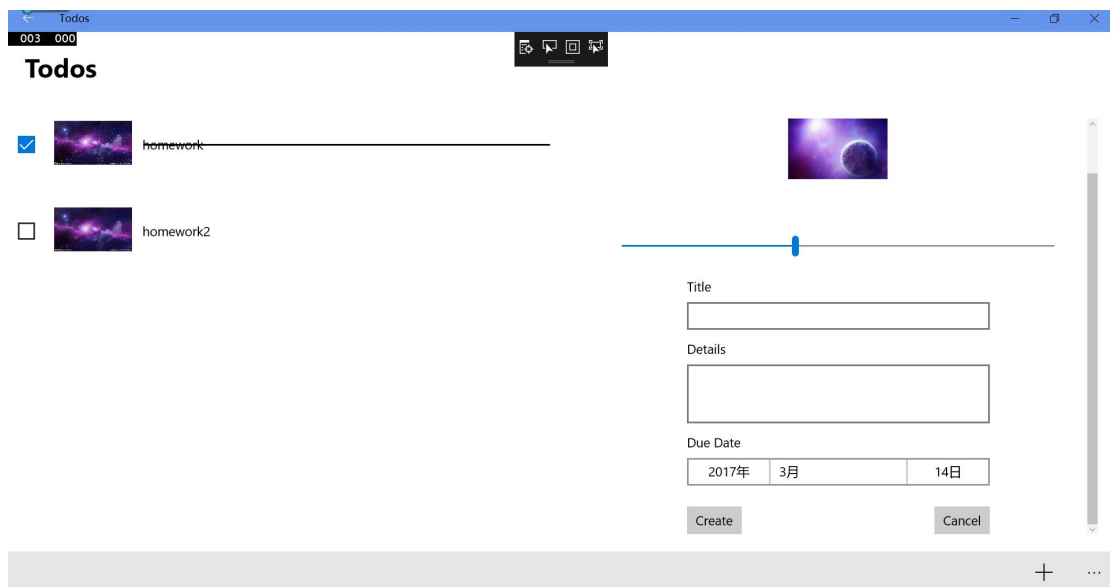 Todos
003 000
Todos
homework
homework2
Title
Details
Due Date
2017年 3月 14日
Create Cancel